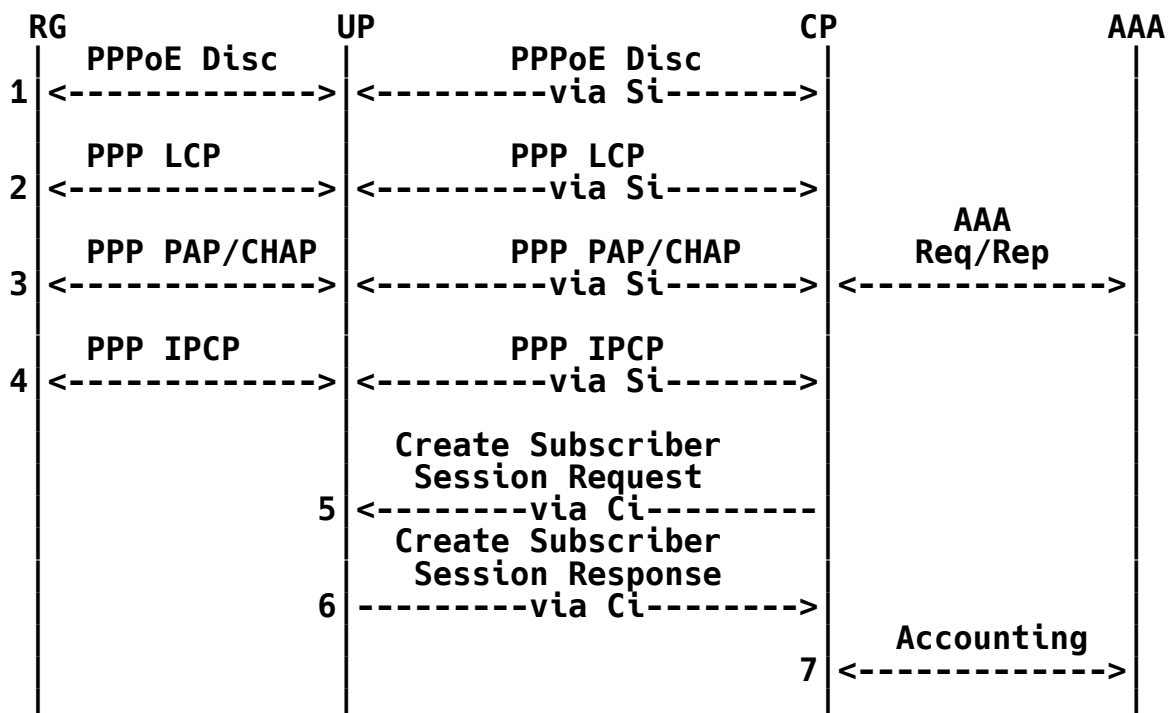 RG UP CP AAA
PPPoE Disc PPPoE Disc
1 <-------------> <---------via Si------->
PPP LCP PPP LCP
2 <-------------> <---------via Si------->
AAA
PPP PAP/CHAP PPP PAP/CHAP Req/Rep
3 <-------------> <---------via Si-------> <------------->
PPP IPCP PPP IPCP
4 <-------------> <---------via Si------->
Create Subscriber
Session Request
5 <--------via Ci---------
Create Subscriber
Session Response
6 ---------via Ci-------->
Accounting
7 <------------->